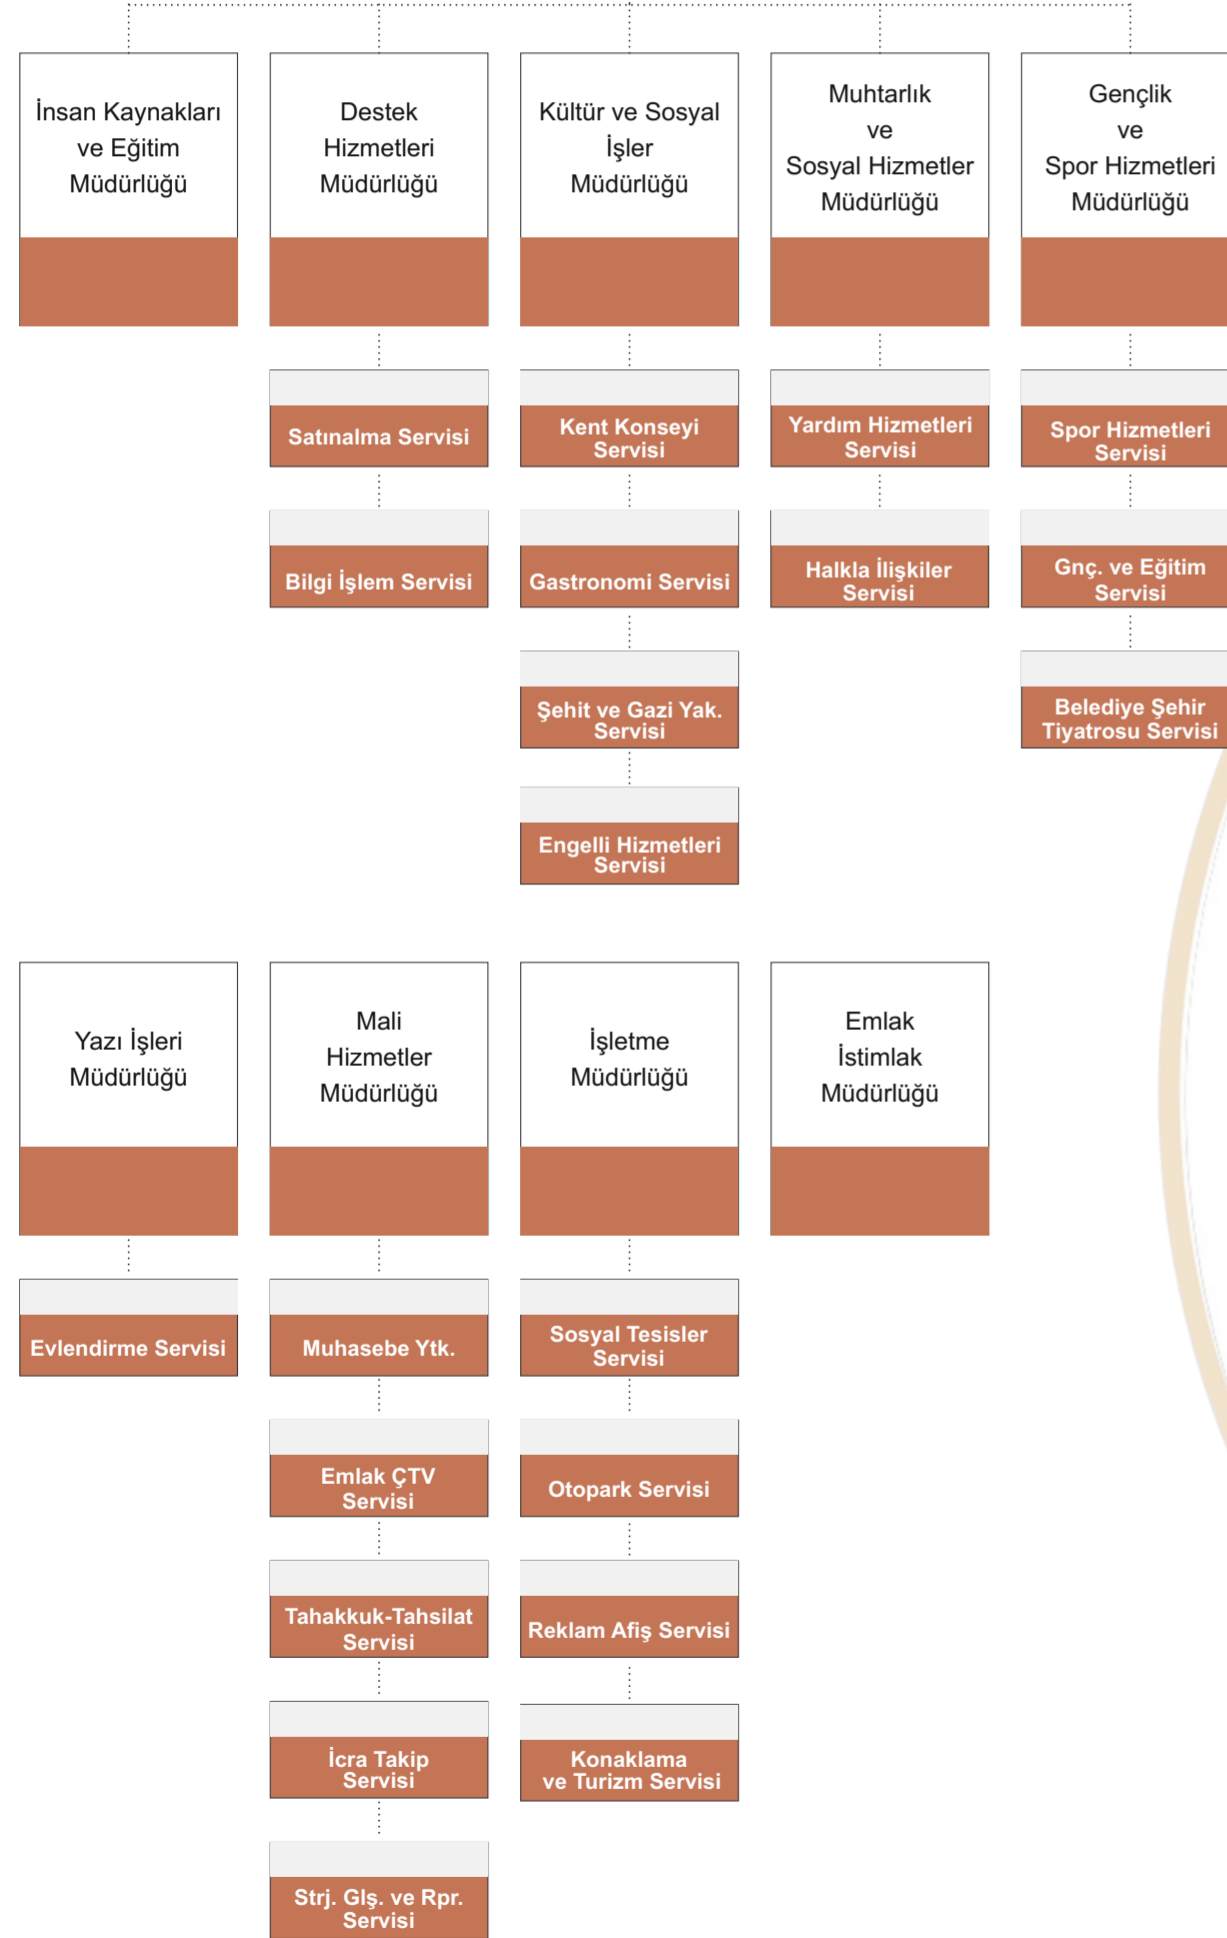 İnsan Kaynakları
ve Eğitim
Müdürlüğü
Destek
Hizmetleri
Müdürlüğü
Kültür ve Sosyal
İşler
Müdürlüğü
Muhtarlık
ve
Sosyal Hizmetler
Müdürlüğü
Gençlik
ve
Spor Hizmetleri
Müdürlüğü
Satınalma Servisi
Kent Konseyi
Servisi
Yardım Hizmetleri
Servisi
Spor Hizmetleri
Servisi
Bilgi İşlem Servisi
Gastronomi Servisi
Halkla İlişkiler
Servisi
Gnç. ve Eğitim
Servisi
Şehit ve Gazi Yak.
Servisi
Belediye Şehir
Tiyatrosu Servisi
Engelli Hizmetleri
Servisi
Yazı İşleri
Müdürlüğü
Mali
Hizmetler
Müdürlüğü
İşletme
Müdürlüğü
Emlak
İstimlak
Müdürlüğü
Evlendirme Servisi
Muhasebe Ytk.
Sosyal Tesisler
Servisi
Emlak ÇTV
Servisi
Otopark Servisi
Tahakkuk-Tahsilat
Servisi
Reklam Afiş Servisi
İcra Takip
Servisi
Konaklama
ve Turizm Servisi
Strj. Glş. ve Rpr.
Servisi